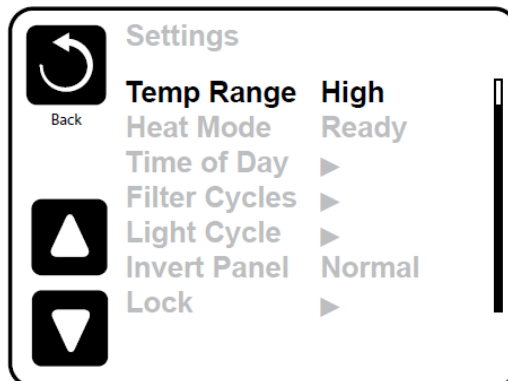 Settings
Back
Temp Range High
Heat Mode Ready
Time of Day ▶
Filter Cycles ▶
Light Cycle ▶
Invert Panel Normal
Lock ▶